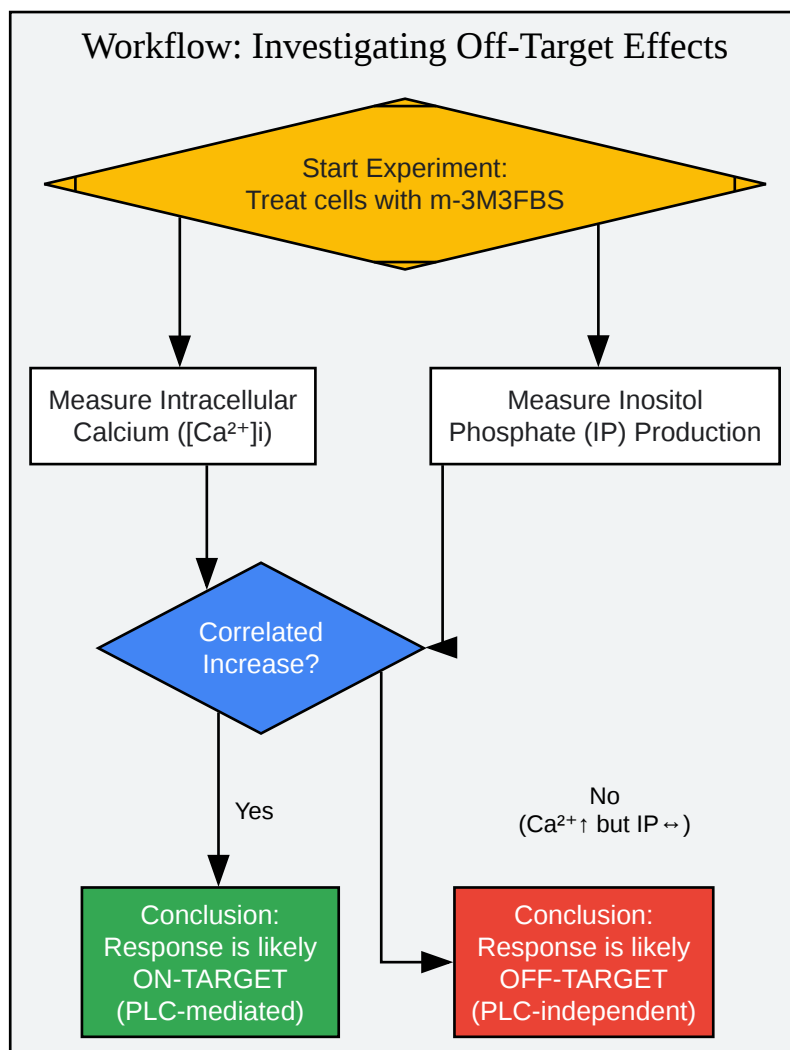 Workflow: Investigating Off-Target Effects
Start Experiment:
Treat cells with m-3M3FBS
Measure Intracellular
Calcium ([Ca²⁺]i)
Measure Inositol
Phosphate (IP) Production
Correlated
Increase?
Yes
No
(Ca²⁺↑ but IP↔)
Conclusion:
Response is likely
ON-TARGET
(PLC-mediated)
Conclusion:
Response is likely
OFF-TARGET
(PLC-independent)